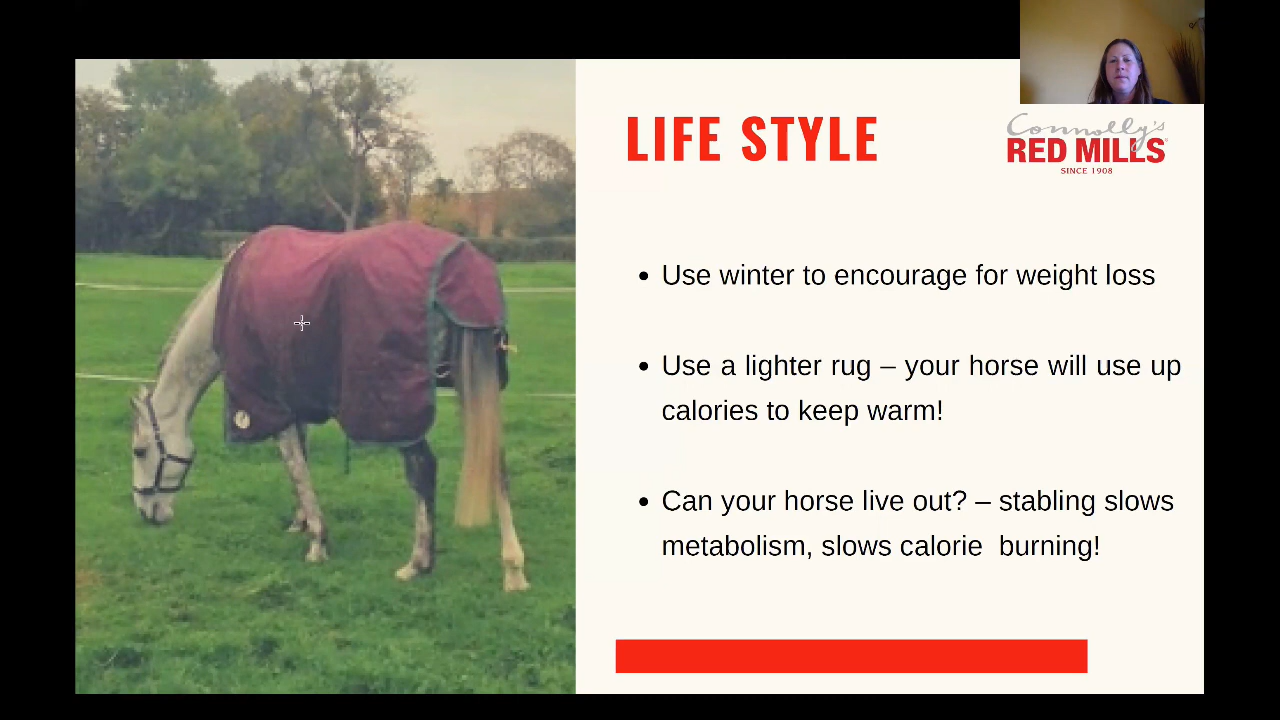 LIFE STYLE
Connolly's
RED MILLS
SINCE 1908
• Use winter to encourage for weight loss
• Use a lighter rug – your horse will use up
calories to keep warm!
• Can your horse live out? – stabling slows
metabolism, slows calorie  burning!